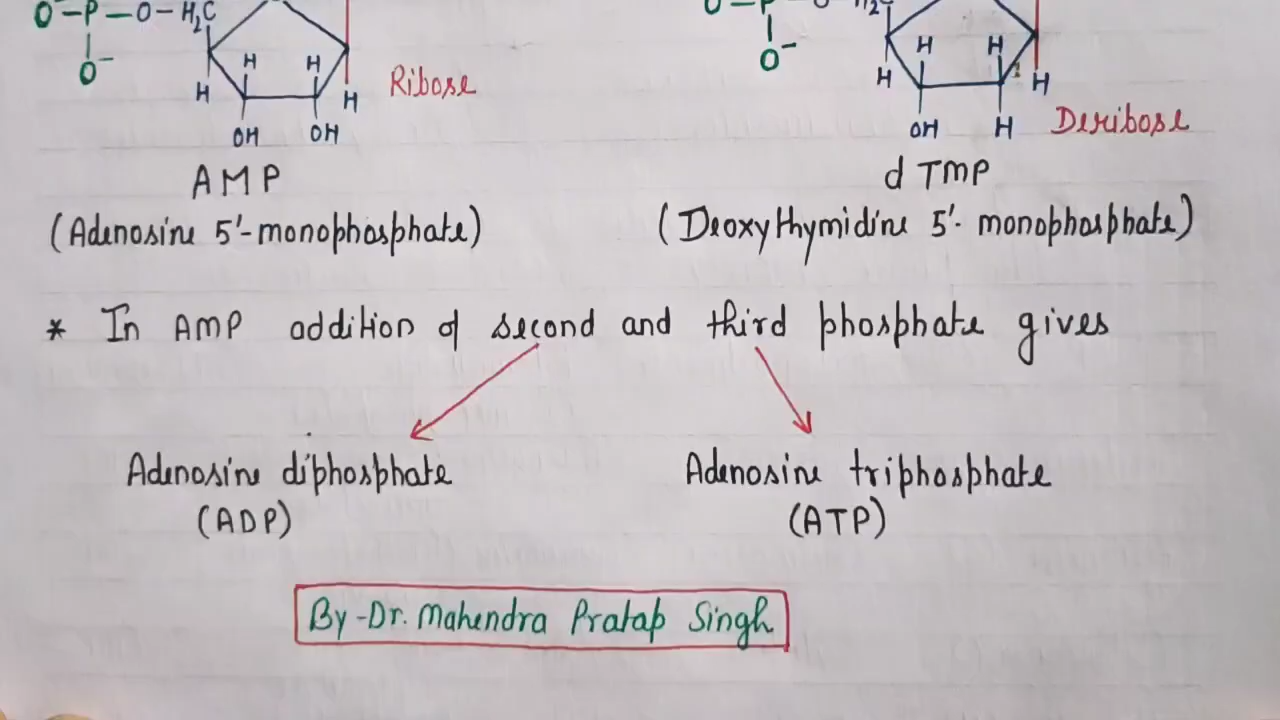 O⁻-P-O-H₂C
O⁻
H
H
H
H
OH
OH
Ribose
AMP
(Adenosine 5'-monophosphate)
O⁻
H
H
H
H
OH
H
Deribose
d TMP
(Deoxythymidine 5'- monophosphate)
* In AMP addition of second and third phosphate gives
Adenosine diphosphate
(ADP)
Adenosine triphosphate
(ATP)
By-Dr. Mahendra Pratap Singh